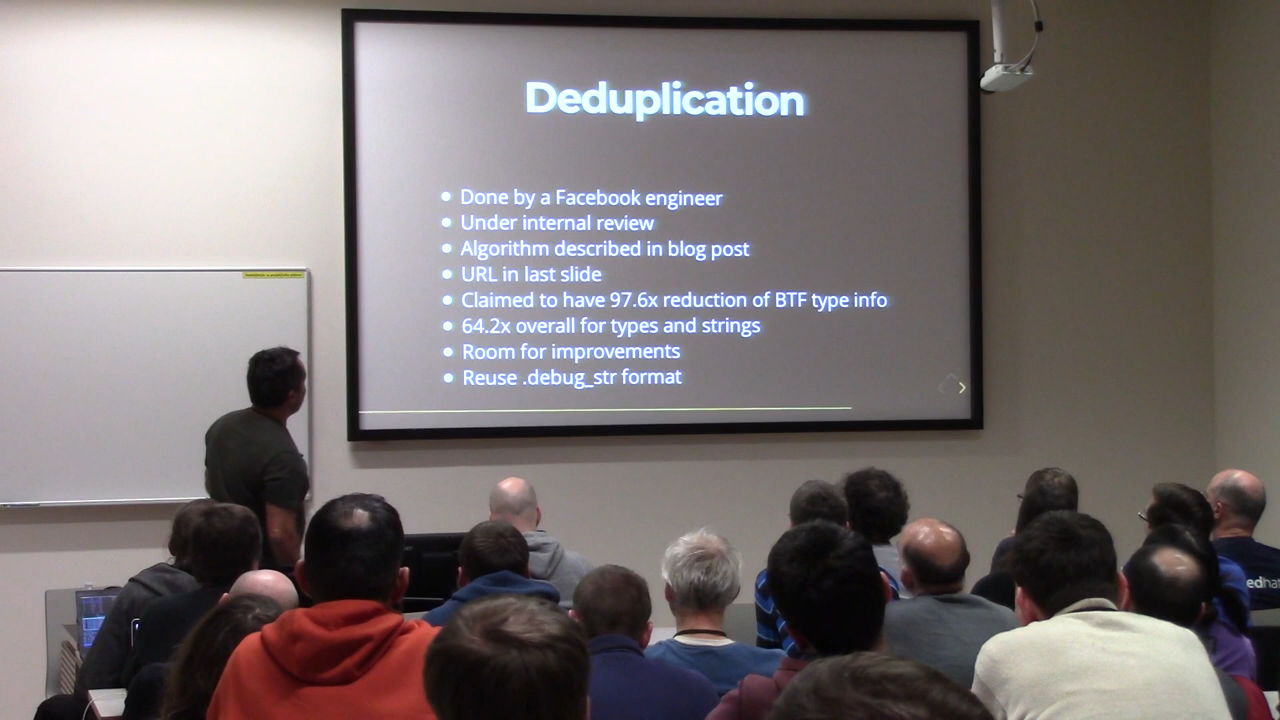 Deduplication
Done by a Facebook engineer
Under internal review
Algorithm described in blog post
URL in last slide
Claimed to have 97.6x reduction of BTF type info
64.2x overall for types and strings
Room for improvements
Reuse .debug_str format
edhat